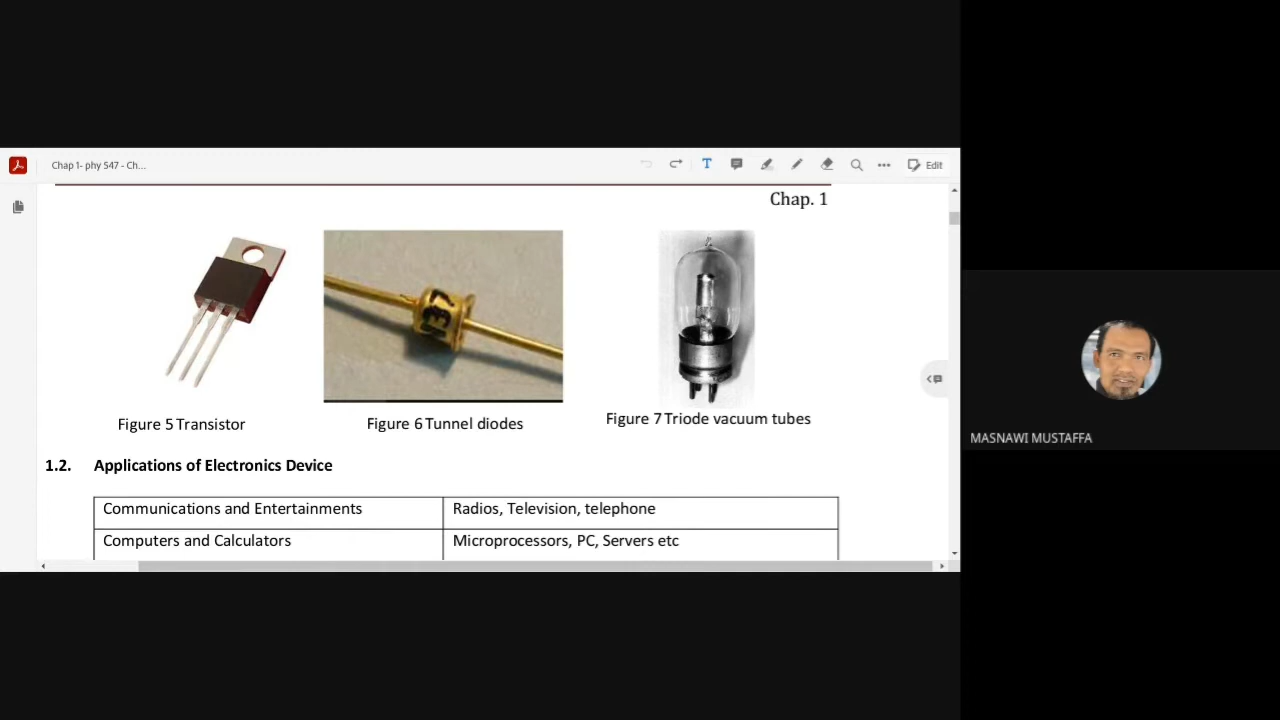 Chap 1- phy 547 - Ch...
Edit
Chap. 1
Figure 5 Transistor
Figure 6 Tunnel diodes
Figure 7 Triode vacuum tubes
1.2. Applications of Electronics Device
Communications and Entertainments Radios, Television, telephone
Computers and Calculators Microprocessors, PC, Servers etc
MASNAWI MUSTAFFA